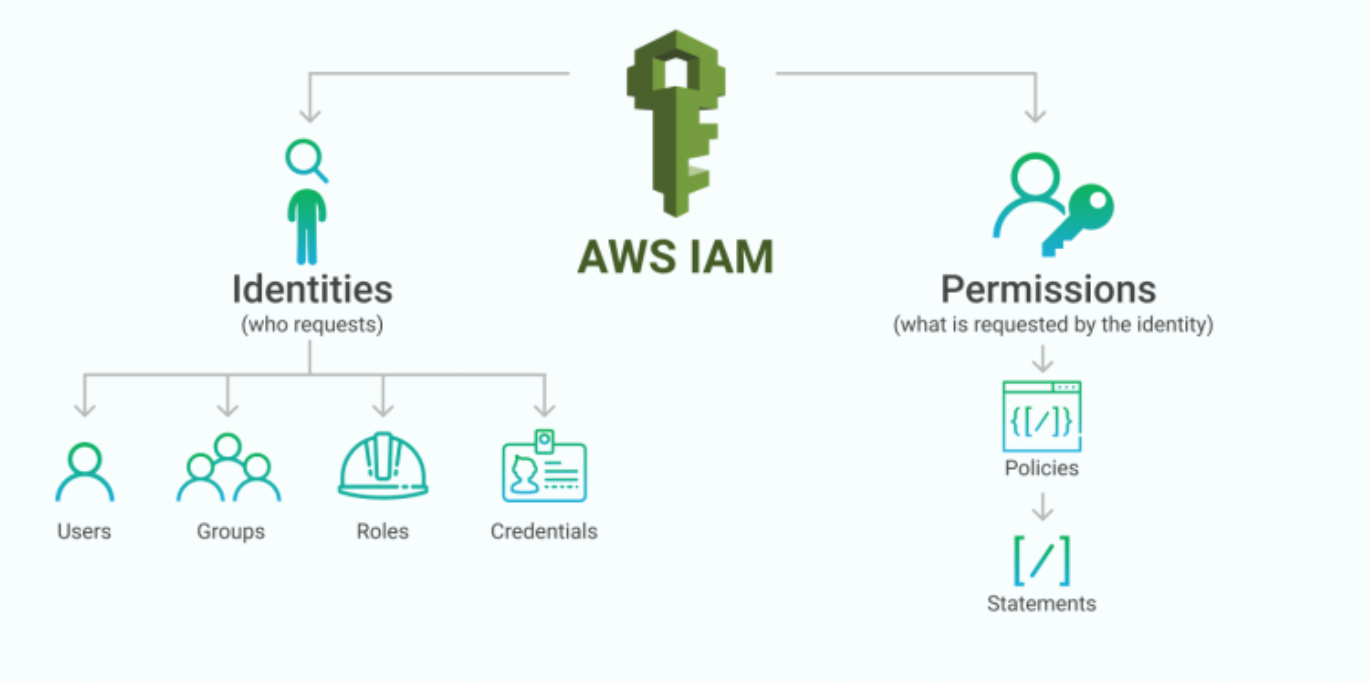 AWS IAM
Identities
(who requests)
Users
Groups
Roles
Credentials
Permissions
(what is requested by the identity)
{[/]}
Policies
[/]
Statements